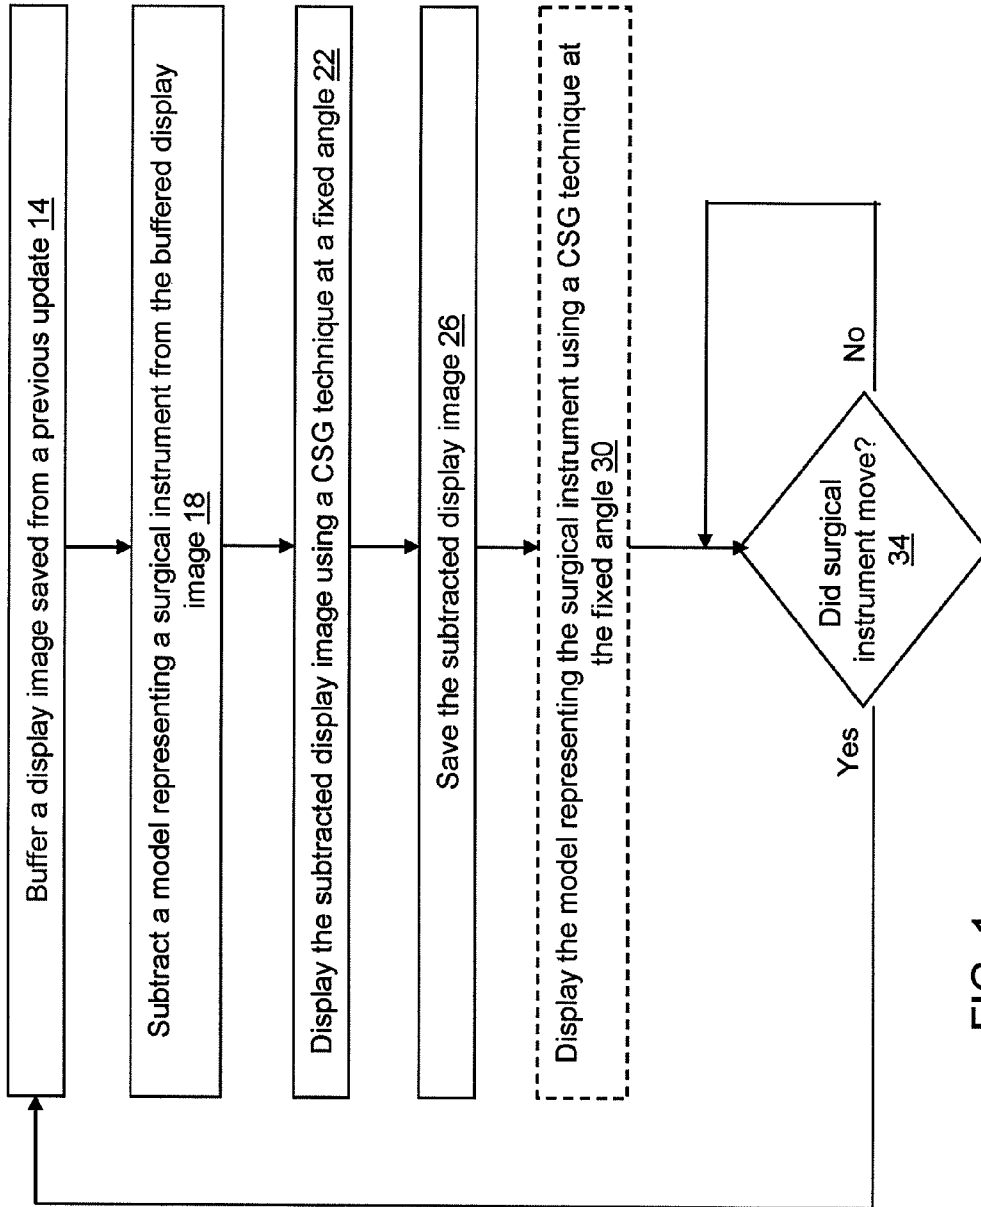 Buffer a display image saved from a previous update 14
Subtract a model representing a surgical instrument from the buffered display
image 18
Display the subtracted display image using a CSG technique at a fixed angle 22
Save the subtracted display image 26
Display the model representing the surgical instrument using a CSG technique at
the fixed angle 30
Did surgical
instrument move?
34
Yes
No